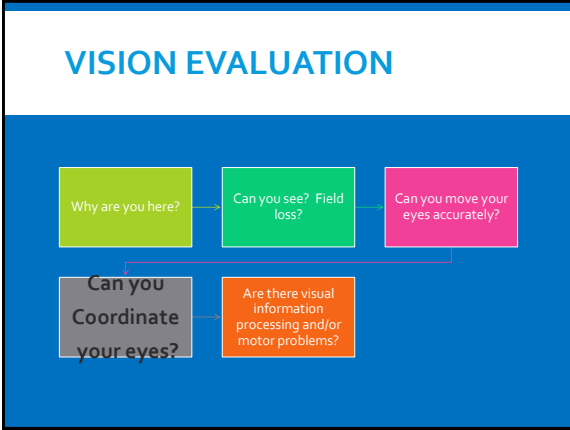 VISION EVALUATION
Why are you here?
Can you see? Field
loss?
Can you move your
eyes accurately?
Can you
Coordinate
your eyes?
Are there visual
information
processing and/or
motor problems?